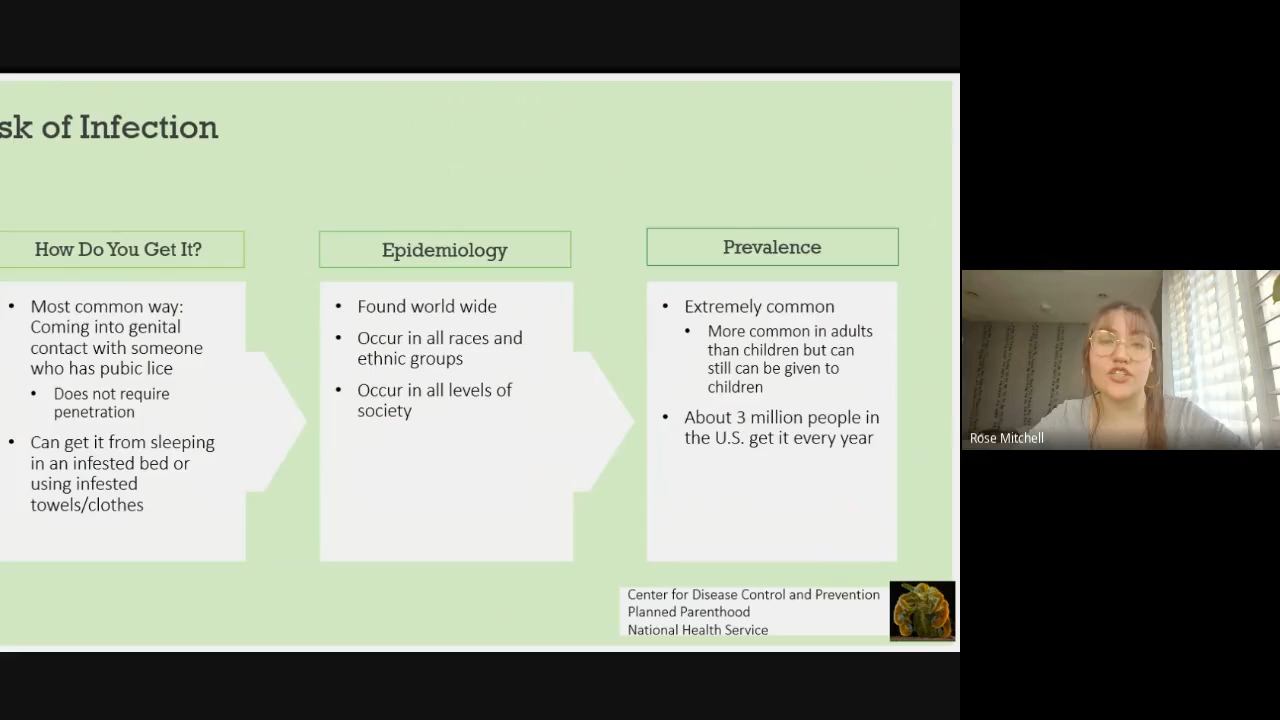 sk of Infection
How Do You Get It?
Most common way:
Coming into genital
contact with someone
who has pubic lice
Does not require
penetration
Can get it from sleeping
in an infested bed or
using infested
towels/clothes
Epidemiology
Found world wide
Occur in all races and
ethnic groups
Occur in all levels of
society
Prevalence
Extremely common
More common in adults
than children but can
still can be given to
children
About 3 million people in
the U.S. get it every year
Center for Disease Control and Prevention
Planned Parenthood
National Health Service
Rose Mitchell